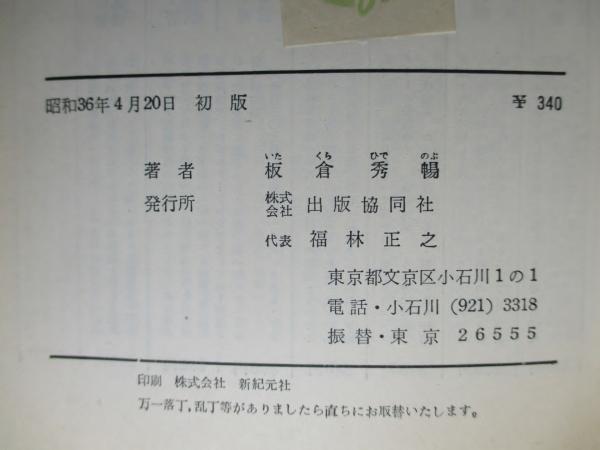 昭和36年4月20日 初版 ¥ 340
いた くら ひで のぶ
著者 板倉秀暢
発行所 株式会社 出版協同社
代表 福林正之
東京都文京区小石川1の1
電話・小石川 (921) 3318
振替・東京 26555
印刷 株式会社 新紀元社
万一落丁,乱丁等がありましたら直ちにお取替いたします。